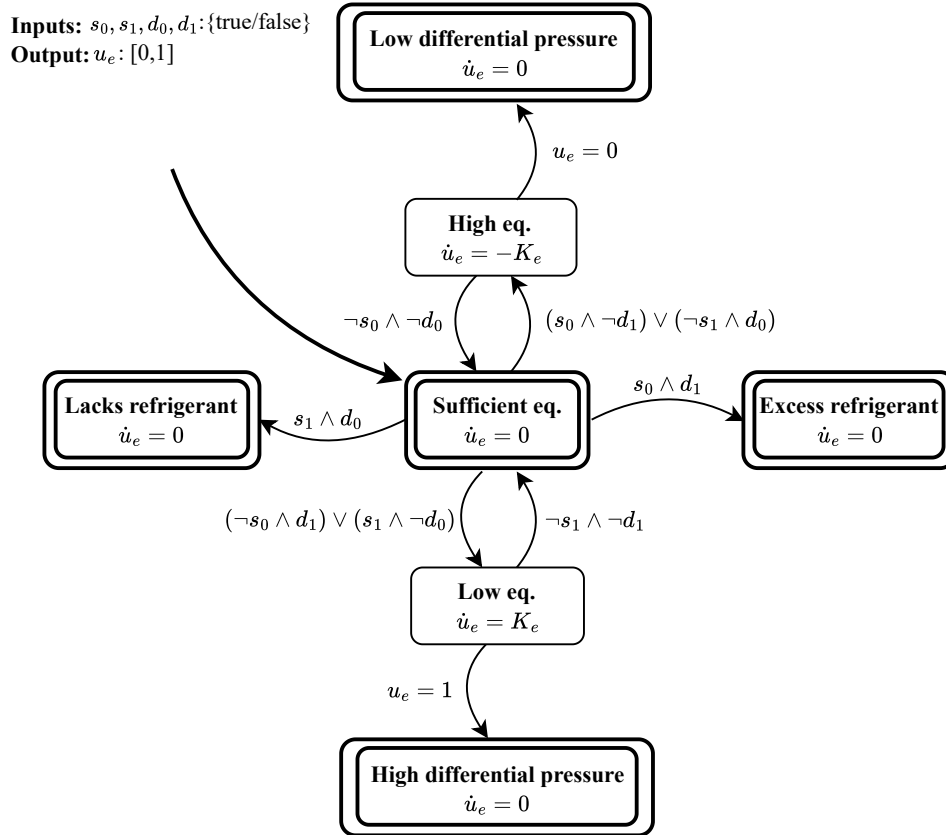 Inputs: s₀, s₁, d₀, d₁:{true/false}
Output: uₑ: [0,1]
Low differential pressure
u̇ₑ = 0
uₑ = 0
High eq.
u̇ₑ = −Kₑ
¬s₀ ∧ ¬d₀
(s₀ ∧ ¬d₁) ∨ (¬s₁ ∧ d₀)
Lacks refrigerant
u̇ₑ = 0
s₁ ∧ d₀
Sufficient eq.
u̇ₑ = 0
s₀ ∧ d₁
Excess refrigerant
u̇ₑ = 0
(¬s₀ ∧ d₁) ∨ (s₁ ∧ ¬d₀)
¬s₁ ∧ ¬d₁
Low eq.
u̇ₑ = Kₑ
uₑ = 1
High differential pressure
u̇ₑ = 0